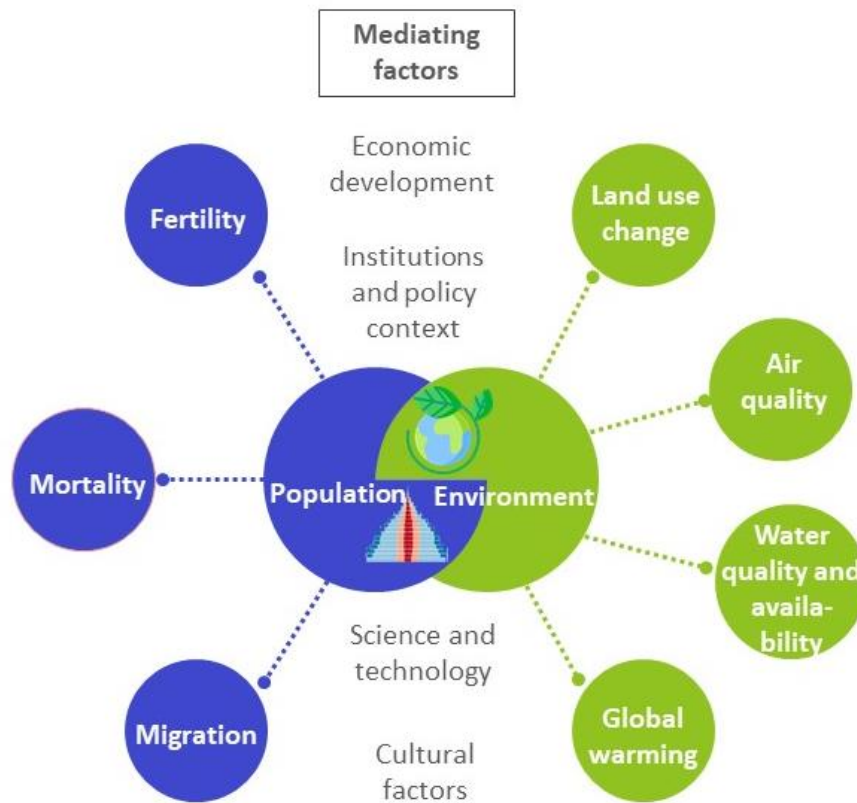 Mediating
factors
Economic
development
Fertility
Land use
change
Institutions
and policy
context
Air
quality
Mortality
Population
Environment
Water
quality and
availa-
bility
Science and
technology
Migration
Global
warming
Cultural
factors